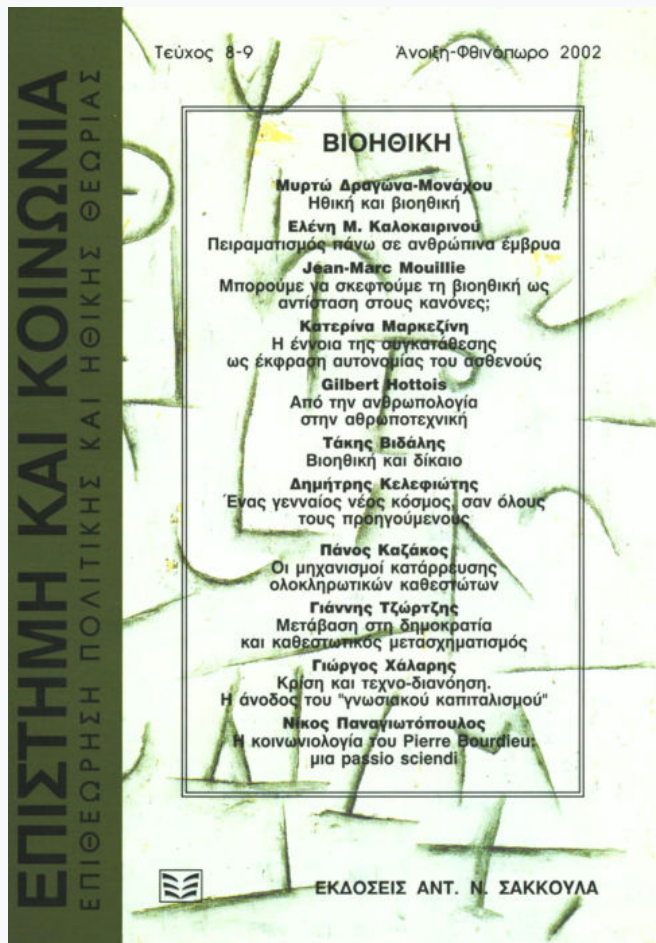 ΕΠΙΣΤΗΜΗ ΚΑΙ ΚΟΙΝΩΝΙΑ
ΕΠΙΘΕΩΡΗΣΗ ΠΟΛΙΤΙΚΗΣ ΚΑΙ ΗΘΙΚΗΣ ΘΕΩΡΙΑΣ
Τεύχος 8-9 Άνοιξη-Φθινόπωρο 2002
ΒΙΟΗΘΙΚΗ
Μυρτώ Δραγώνα-Μονάχου
Ηθική και βιοηθική
Ελένη Μ. Καλοκαιρινού
Πειραματισμός πάνω σε ανθρώπινα έμβρυα
Jean-Marc Mouillie
Μπορούμε να σκεφτούμε τη βιοηθική ως
αντίσταση στους κανόνες;
Κατερίνα Μαρκεζίνη
Η έννοια της συγκατάθεσης
ως έκφραση αυτονομίας του ασθενούς
Gilbert Hottois
Από την ανθρωπολογία
στην αθρωποτεχνική
Τάκης Βιδάλης
Βιοηθική και δίκαιο
Δημήτρης Κελεφιώτης
Ένας γενναίος νέος κόσμος, σαν όλους
τους προηγούμενους
Πάνος Καζάκος
Οι μηχανισμοί κατάρρευσης
ολοκληρωτικών καθεστώτων
Γιάννης Τζώρτζης
Μετάβαση στη δημοκρατία
και καθεστωτικός μετασχηματισμός
Γιώργος Χάλαρης
Κρίση και τεχνο-διανόηση.
Η άνοδος του "γνωσιακού καπιταλισμού"
Νίκος Παναγιωτόπουλος
Η κοινωνιολογία του Pierre Bourdieu:
μια passio sciendi
ΕΚΔΟΣΕΙΣ ΑΝΤ. Ν. ΣΑΚΚΟΥΛΑ